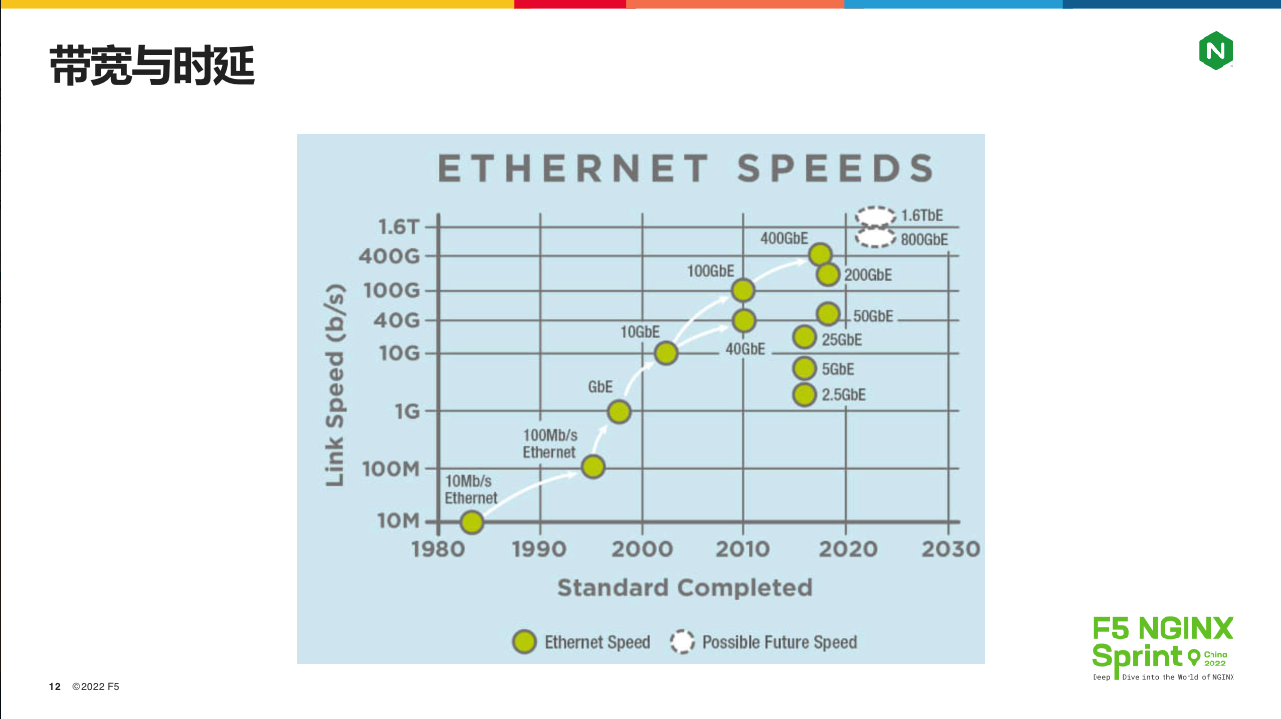 带宽与时延
N
ETHERNET SPEEDS
Link Speed (b/s)
1.6T
400G
100G
40G
10G
1G
100M
10M
1.6TbE
800GbE
400GbE
200GbE
100GbE
50GbE
10GbE
40GbE
25GbE
5GbE
2.5GbE
GbE
100Mb/s
Ethernet
10Mb/s
Ethernet
1980 1990 2000 2010 2020 2030
Standard Completed
Ethernet Speed Possible Future Speed
F5 NGINX
Sprint China
2022
Deep Dive into the World of NGINX
12 ©2022 F5